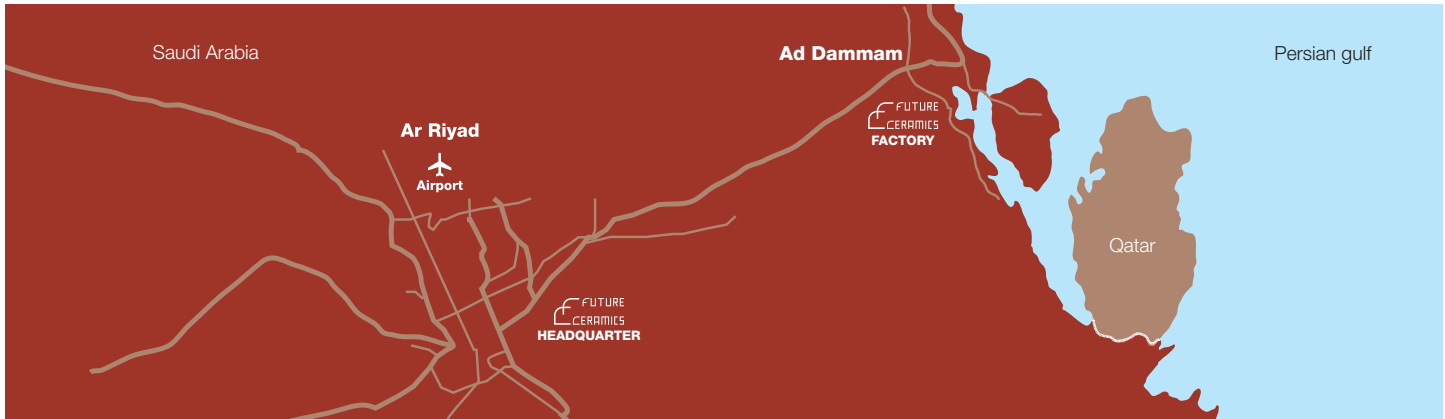 Saudi Arabia
Ad Dammam
Persian gulf
FUTURE
CERAMICS
FACTORY
Ar Riyad
Airport
Qatar
FUTURE
CERAMICS
HEADQUARTER